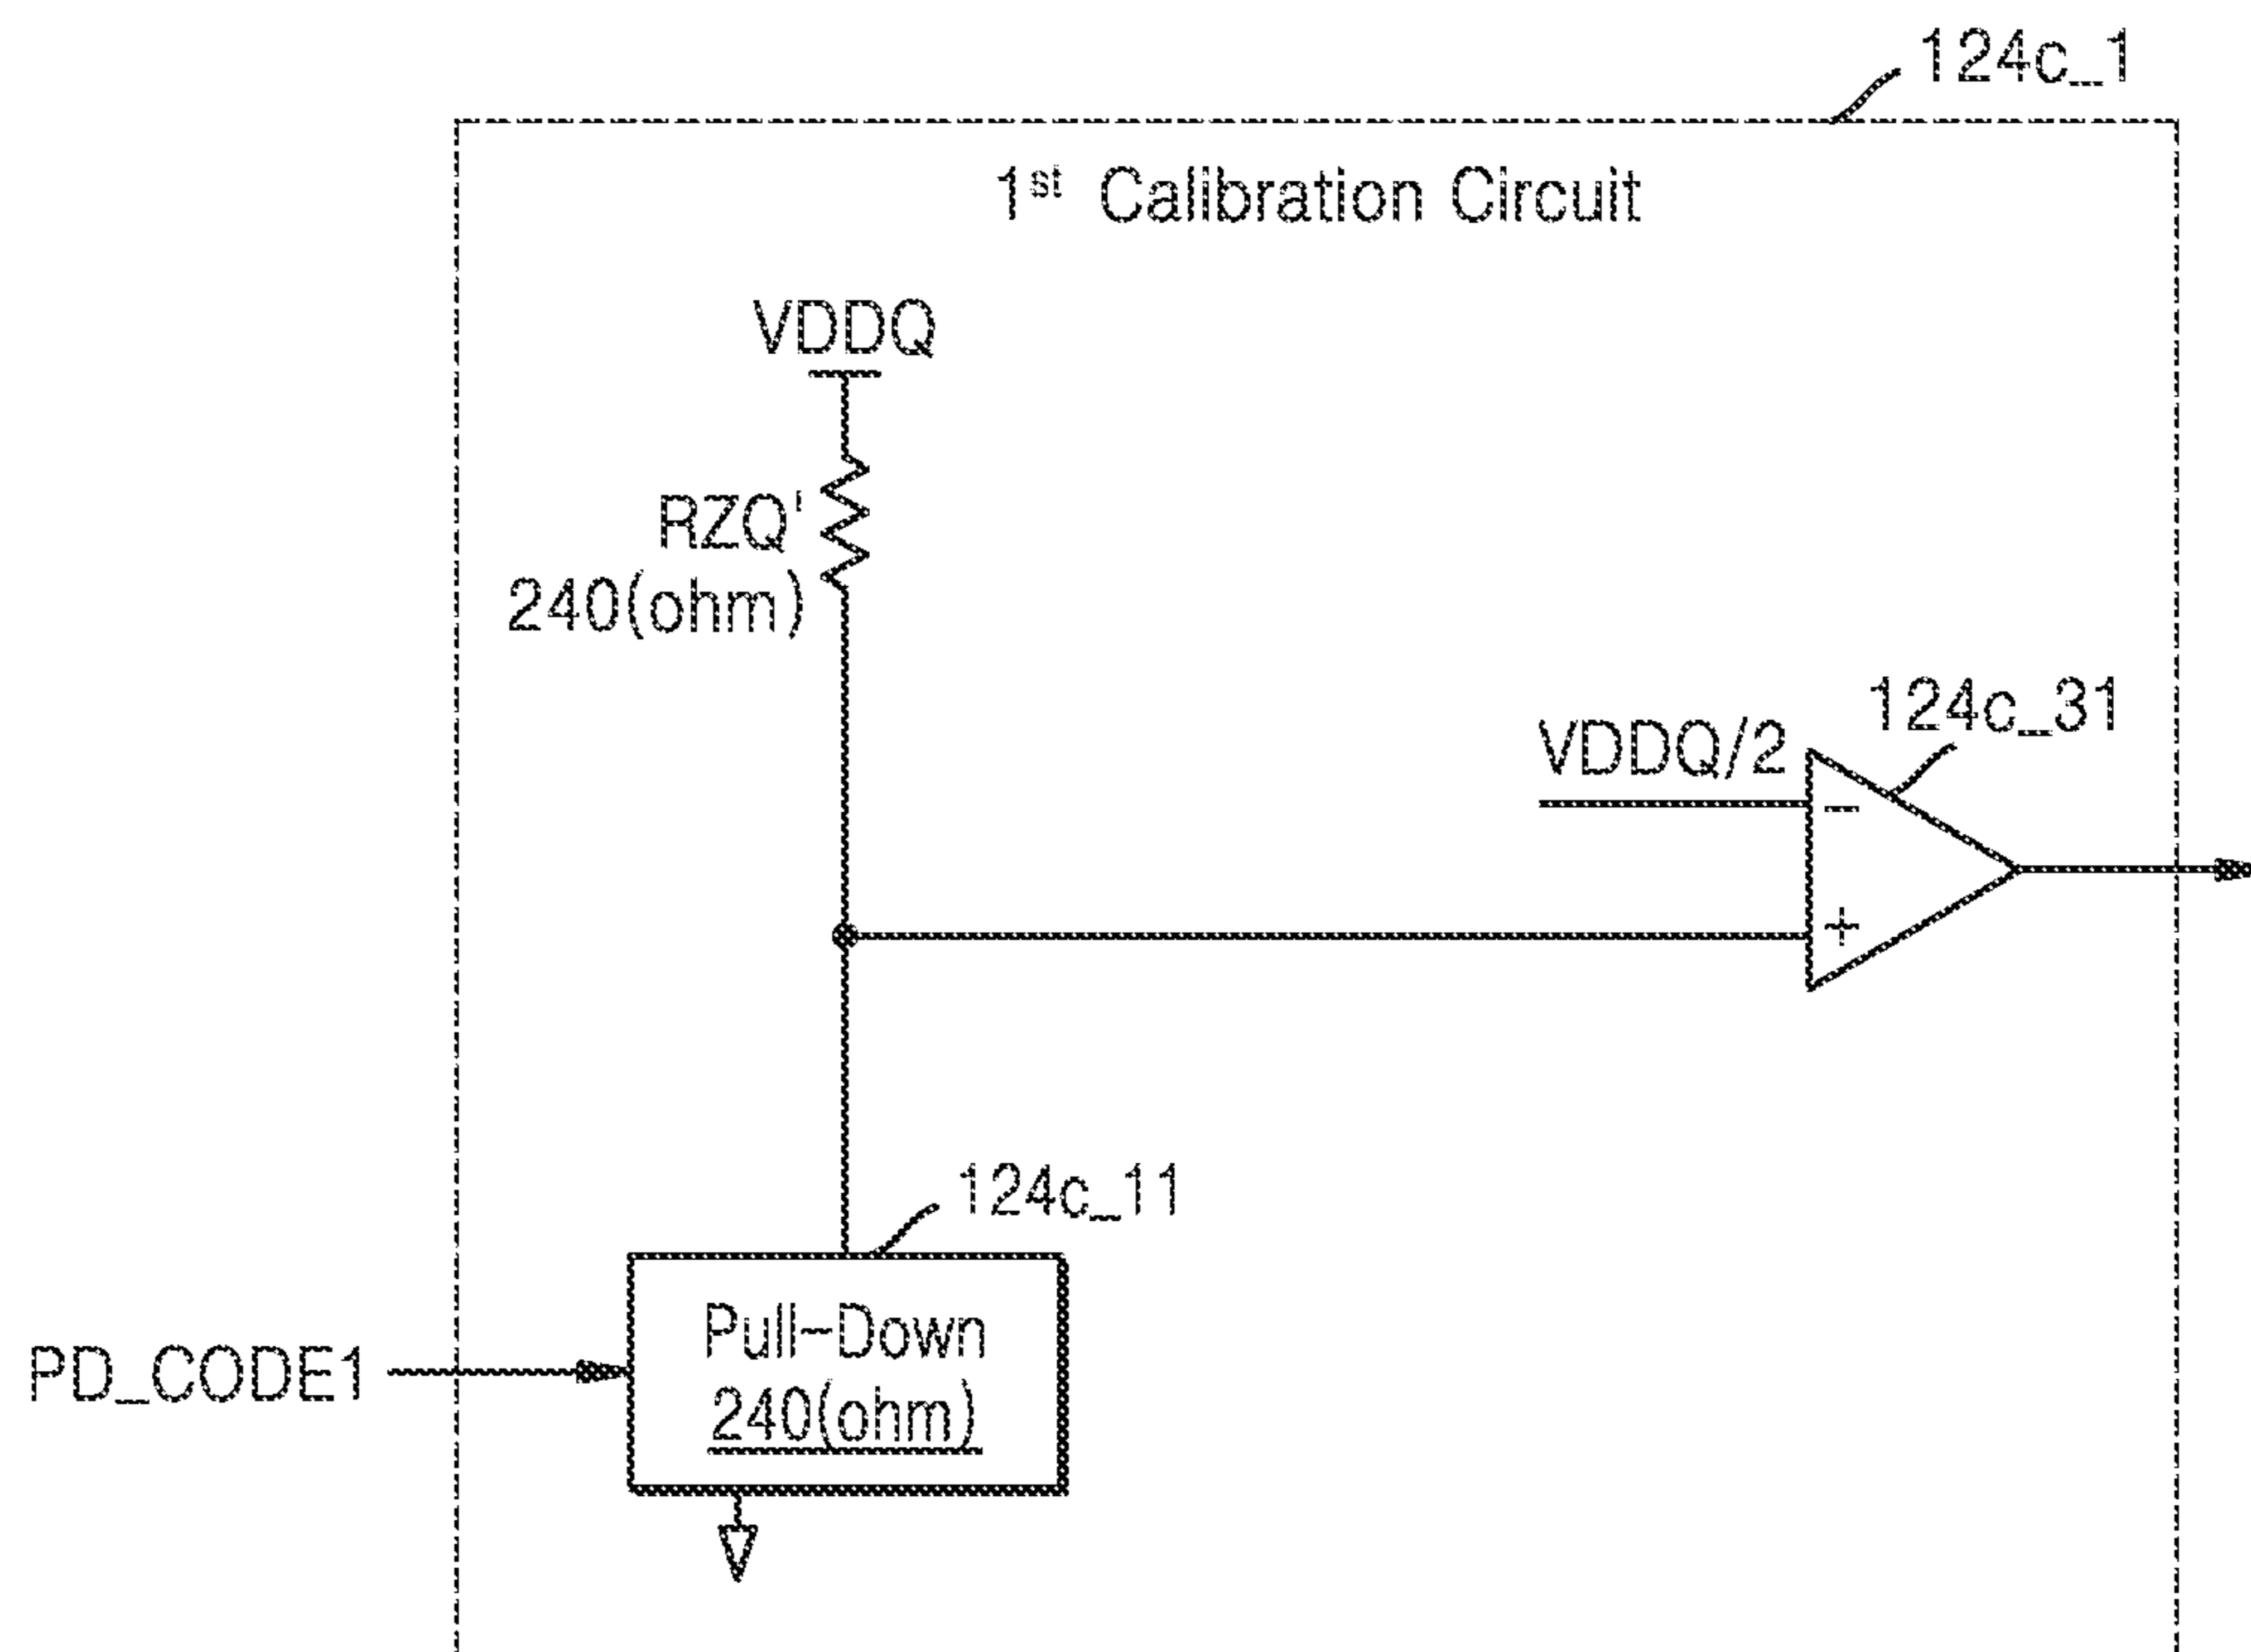 124c_1
1st Calibration Circuit
VDDQ
RZQ'
240(ohm)
124c_31
VDDQ/2
−
+
124c_11
Pull-Down
240(ohm)
PD_CODE1